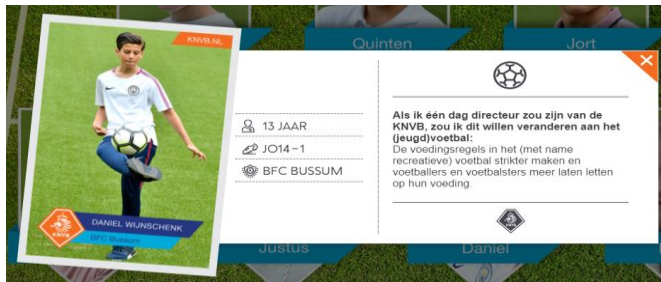 Quinten
Jort
KNVB.NL
KNVB
DANIEL WIJNSCHENK
BFC Bussum
13 JAAR
JO14-1
BFC BUSSUM
Als ik één dag directeur zou zijn van de
KNVB, zou ik dit willen veranderen aan het
(jeugd)voetbal:
De voedingsregels in het (met name
recreatieve) voetbal strikter maken en
voetballers en voetbalsters meer laten letten
op hun voeding.
KNVB
Justus
Daniel